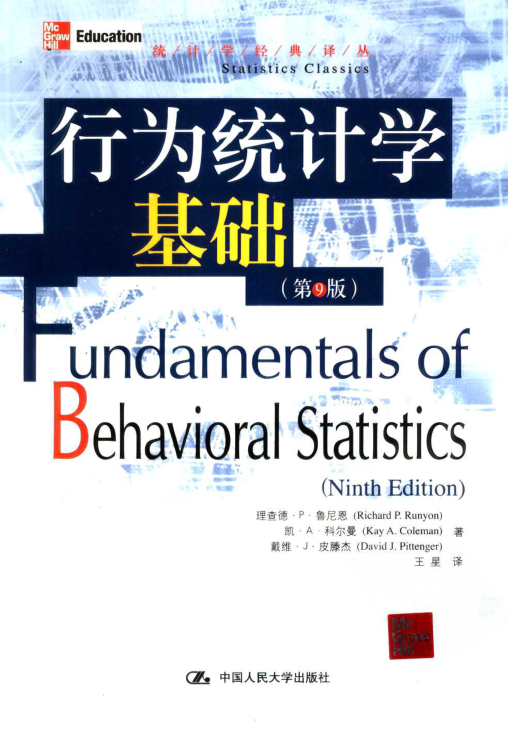 Mc
Graw
Hill
Education
统/计/学/经/典/译/丛
Statistics Classics
行为统计学
基础
(第9版)
Fundamentals of
Behavioral Statistics
(Ninth Edition)
理查德·P·鲁尼恩 (Richard P. Runyon)
凯·A·科尔曼 (Kay A. Coleman) 著
戴维·J·皮滕杰 (David J. Pittenger)
王星 译
Mc
Graw
Hill
中国人民大学出版社